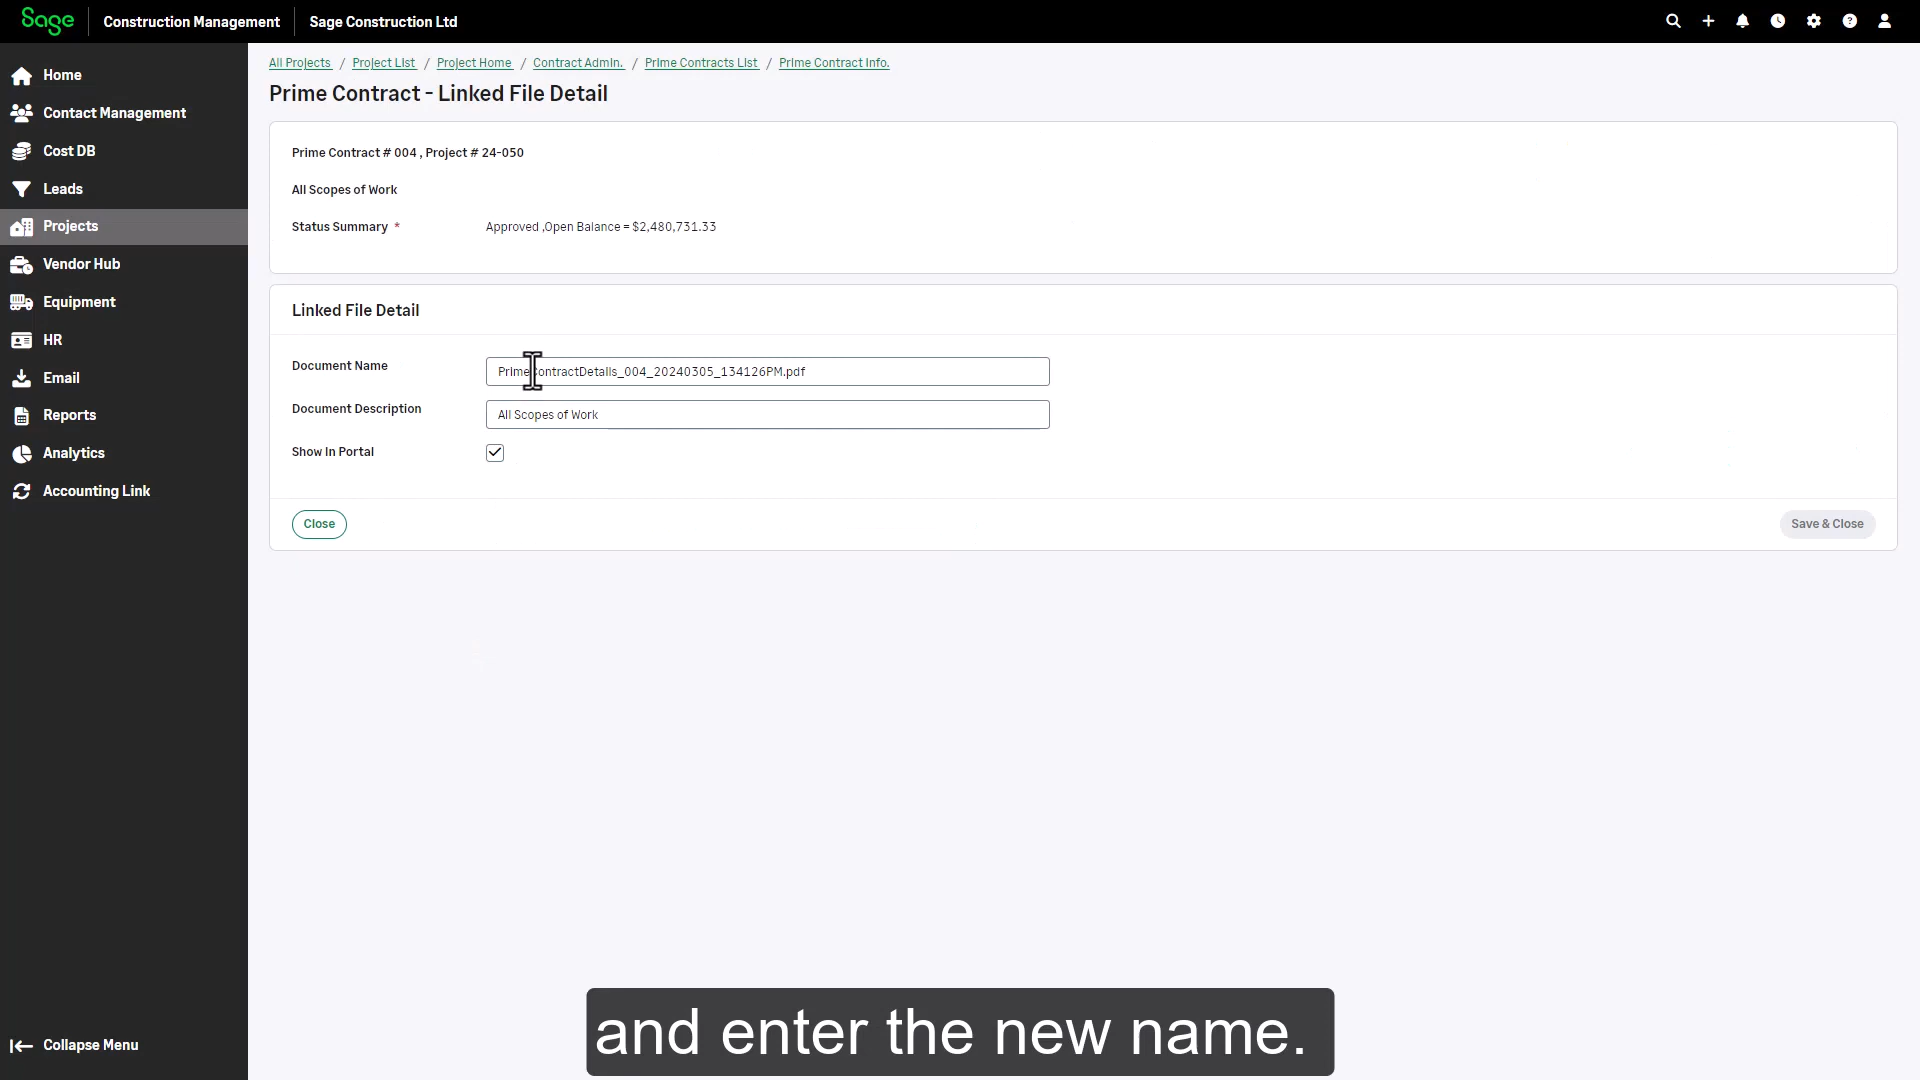 Sage Construction Management Sage Construction Ltd
Home
Contact Management
Cost DB
Leads
Projects
Vendor Hub
Equipment
HR
Email
Reports
Analytics
Accounting Link
Collapse Menu
All Projects / Project List / Project Home / Contract Admin. / Prime Contracts List / Prime Contract Info.
Prime Contract - Linked File Detail
Prime Contract # 004 , Project # 24-050
All Scopes of Work
Status Summary * Approved ,Open Balance = $2,480,731.33
Linked File Detail
Document Name PrimeContractDetails_004_20240305_134126PM.pdf
Document Description All Scopes of Work
Show In Portal
Close Save & Close
and enter the new name.